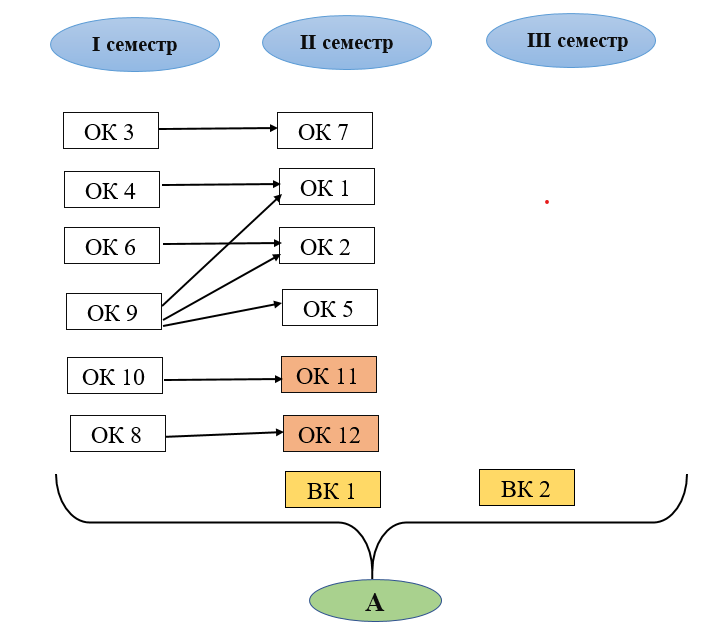 I семестр
II семестр
III семестр
ОК 3
ОК 7
ОК 4
ОК 1
ОК 6
ОК 2
ОК 9
ОК 5
ОК 10
ОК 11
ОК 8
ОК 12
ВК 1
ВК 2
А